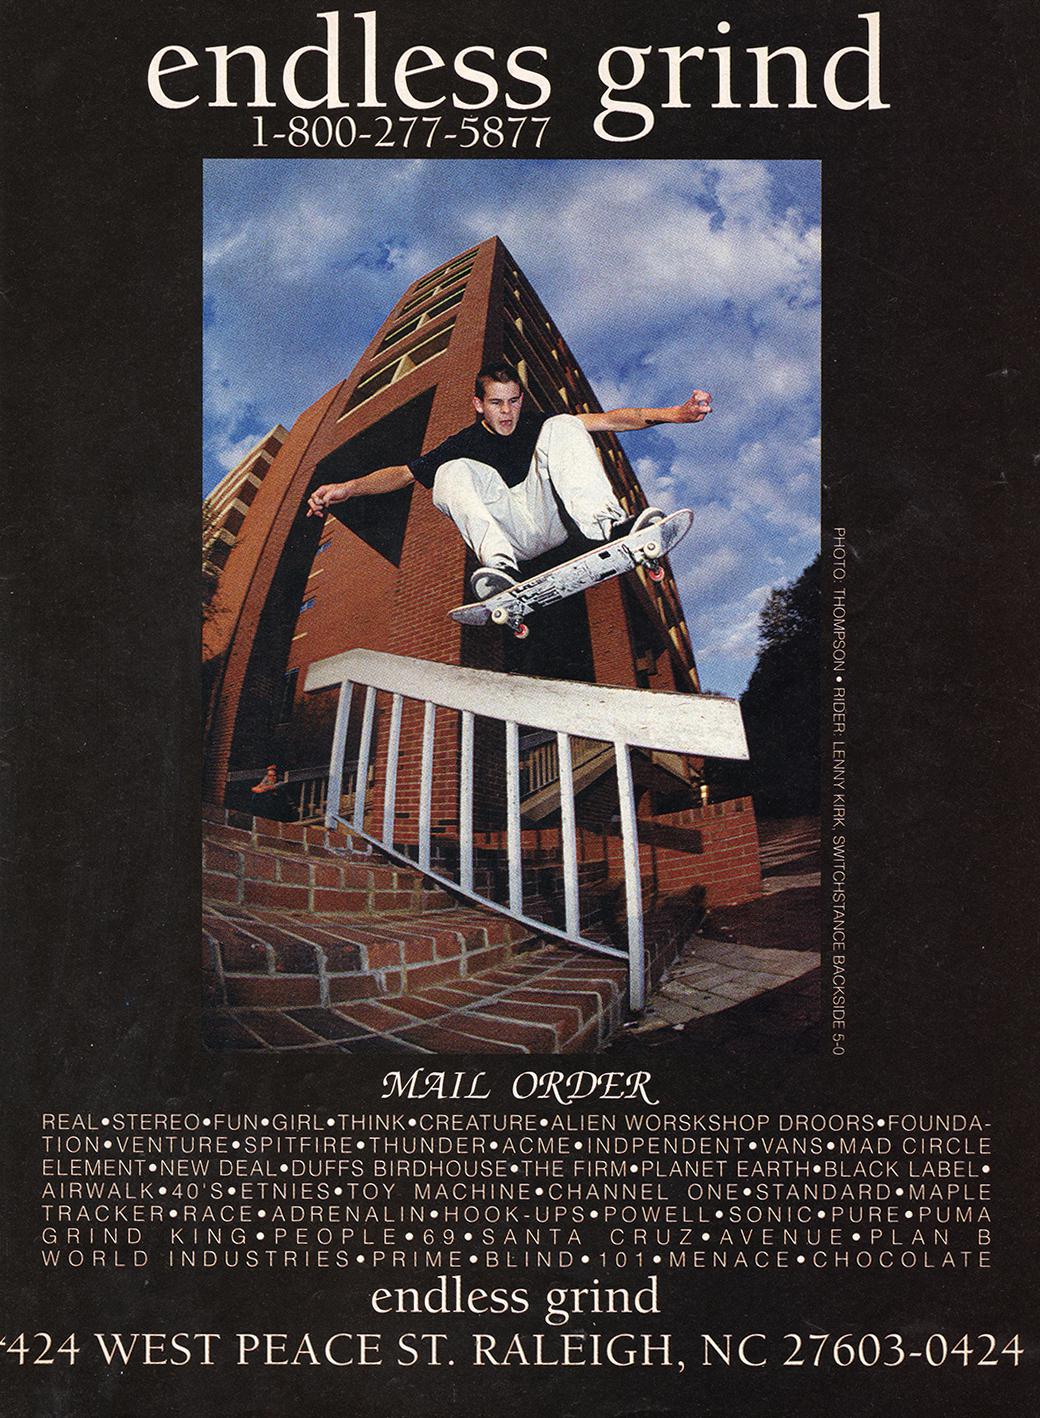 endless grind
1-800-277-5877
PHOTO: THOMPSON • RIDER: LENNY KIRK, SWITCHSTANCE BACKSIDE 5-0
MAIL ORDER
REAL•STEREO•FUN•GIRL•THINK•CREATURE•ALIEN WORSKSHOP DROORS•FOUNDA-
TION•VENTURE•SPITFIRE•THUNDER•ACME•INDPENDENT•VANS•MAD CIRCLE
ELEMENT•NEW DEAL•DUFFS BIRDHOUSE•THE FIRM•PLANET EARTH•BLACK LABEL•
AIRWALK•40'S•ETNIES•TOY MACHINE•CHANNEL ONE•STANDARD•MAPLE
TRACKER•RACE•ADRENALIN•HOOK-UPS•POWELL•SONIC•PURE•PUMA
GRIND KING•PEOPLE•69•SANTA CRUZ•AVENUE•PLAN B
WORLD INDUSTRIES•PRIME•BLIND•101•MENACE•CHOCOLATE
endless grind
‘424 WEST PEACE ST. RALEIGH, NC 27603-0424